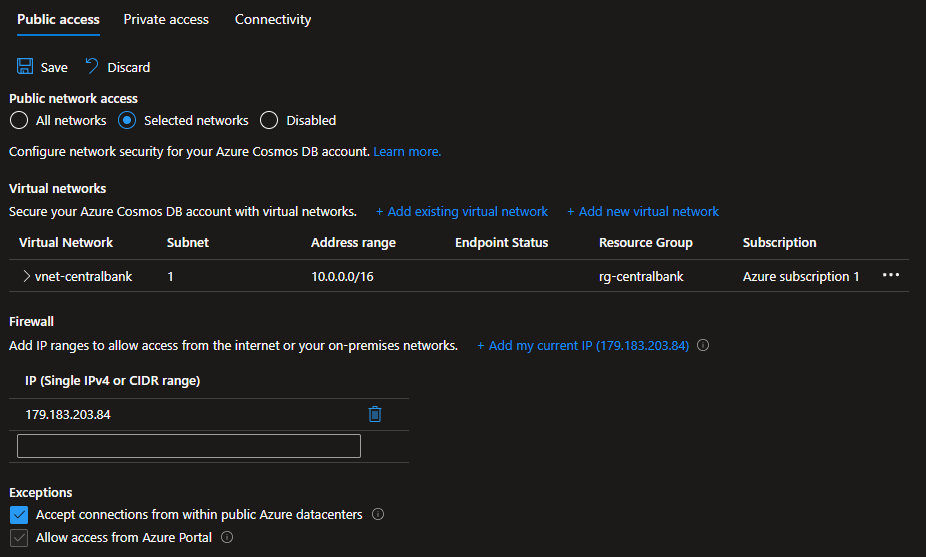 Public access Private access Connectivity
Save Discard
Public network access
All networks Selected networks Disabled
Configure network security for your Azure Cosmos DB account. Learn more.
Virtual networks
Secure your Azure Cosmos DB account with virtual networks. + Add existing virtual network + Add new virtual network
Virtual Network Subnet Address range Endpoint Status Resource Group Subscription
vnet-centralbank 1 10.0.0.0/16 rg-centralbank Azure subscription 1 •••
Firewall
Add IP ranges to allow access from the internet or your on-premises networks. + Add my current IP (179.183.203.84)
IP (Single IPv4 or CIDR range)
179.183.203.84
Exceptions
Accept connections from within public Azure datacenters
Allow access from Azure Portal